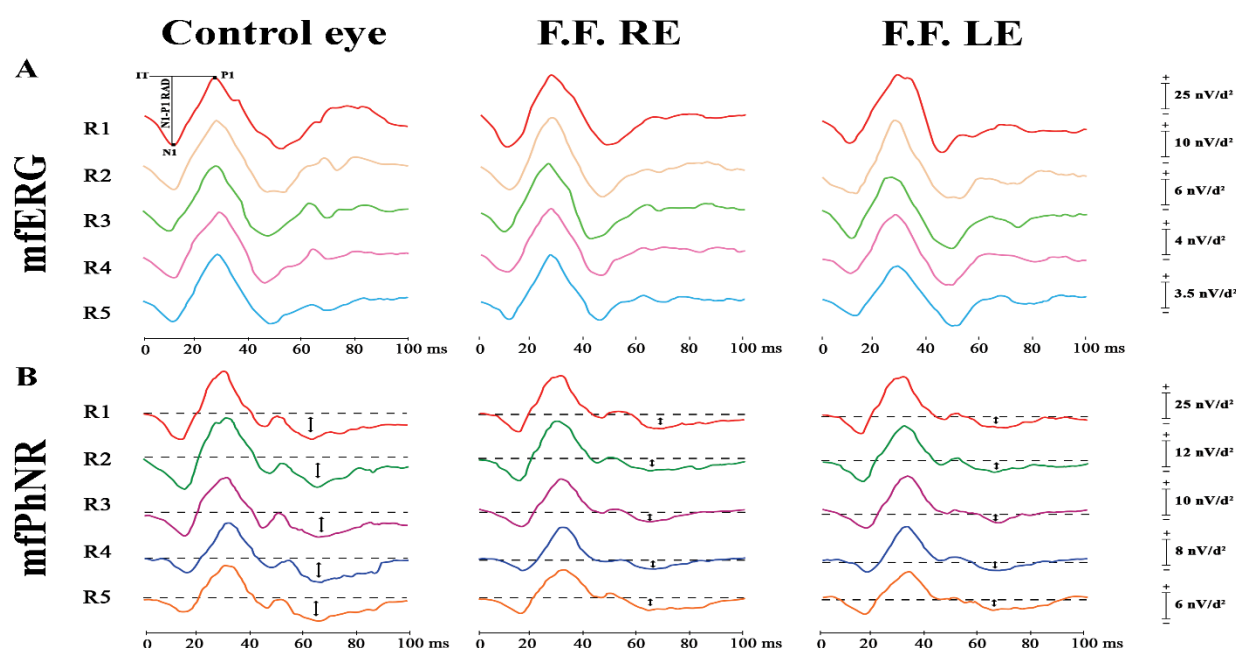 Control eye F.F. RE F.F. LE
A
IT P1
N1-P1 RAD
N1
mfERG
R1
R2
R3
R4
R5
+
25 nV/d²
+
10 nV/d²
–
+
6 nV/d²
–
+
4 nV/d²
–
+
3.5 nV/d²
–
0 20 40 60 80 100 ms 0 20 40 60 80 100 ms 0 20 40 60 80 100 ms
B
mfPhNR
R1
R2
R3
R4
R5
+
25 nV/d²
–
+
12 nV/d²
–
+
10 nV/d²
–
+
8 nV/d²
–
+
6 nV/d²
–
0 20 40 60 80 100 ms 0 20 40 60 80 100 ms 0 20 40 60 80 100 ms